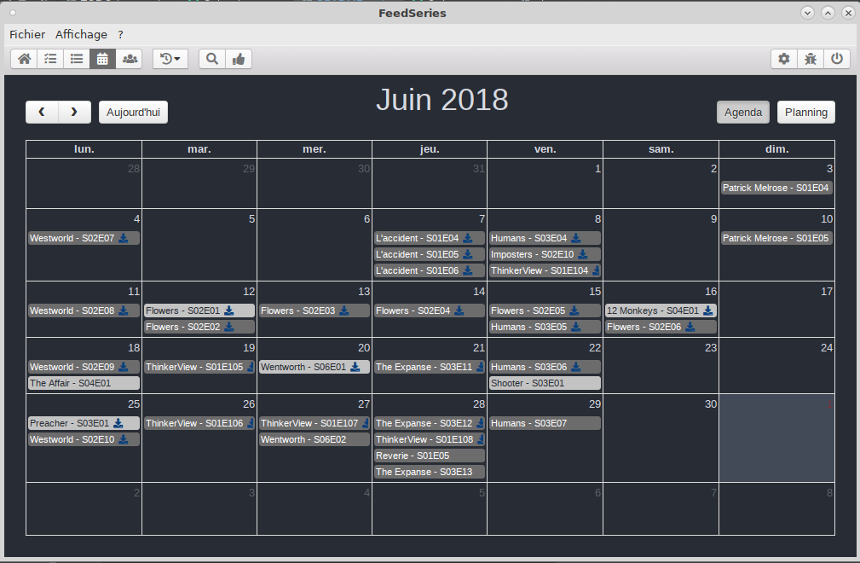 FeedSeries
Fichier Affichage ?
Aujourd'hui
Juin 2018
Agenda Planning
lun. mar. mer. jeu. ven. sam. dim.
28 29 30 31 1 2 3
Patrick Melrose - S01E04
4 5 6 7 8 9 10
Westworld - S02E07 L'accident - S01E04 Humans - S03E04 Patrick Melrose - S01E05
L'accident - S01E05 Imposters - S02E10
L'accident - S01E06 ThinkerView - S01E104
11 12 13 14 15 16 17
Westworld - S02E08 Flowers - S02E01 Flowers - S02E03 Flowers - S02E04 Flowers - S02E05 12 Monkeys - S04E01
Flowers - S02E02 Humans - S03E05 Flowers - S02E06
18 19 20 21 22 23 24
Westworld - S02E09 ThinkerView - S01E105 Wentworth - S06E01 The Expanse - S03E11 Humans - S03E06
The Affair - S04E01 Shooter - S03E01
25 26 27 28 29 30
Preacher - S03E01 ThinkerView - S01E106 ThinkerView - S01E107 The Expanse - S03E12 Humans - S03E07
Westworld - S02E10 Wentworth - S06E02 ThinkerView - S01E108
Reverie - S01E05
The Expanse - S03E13
2 3 4 5 6 7 8